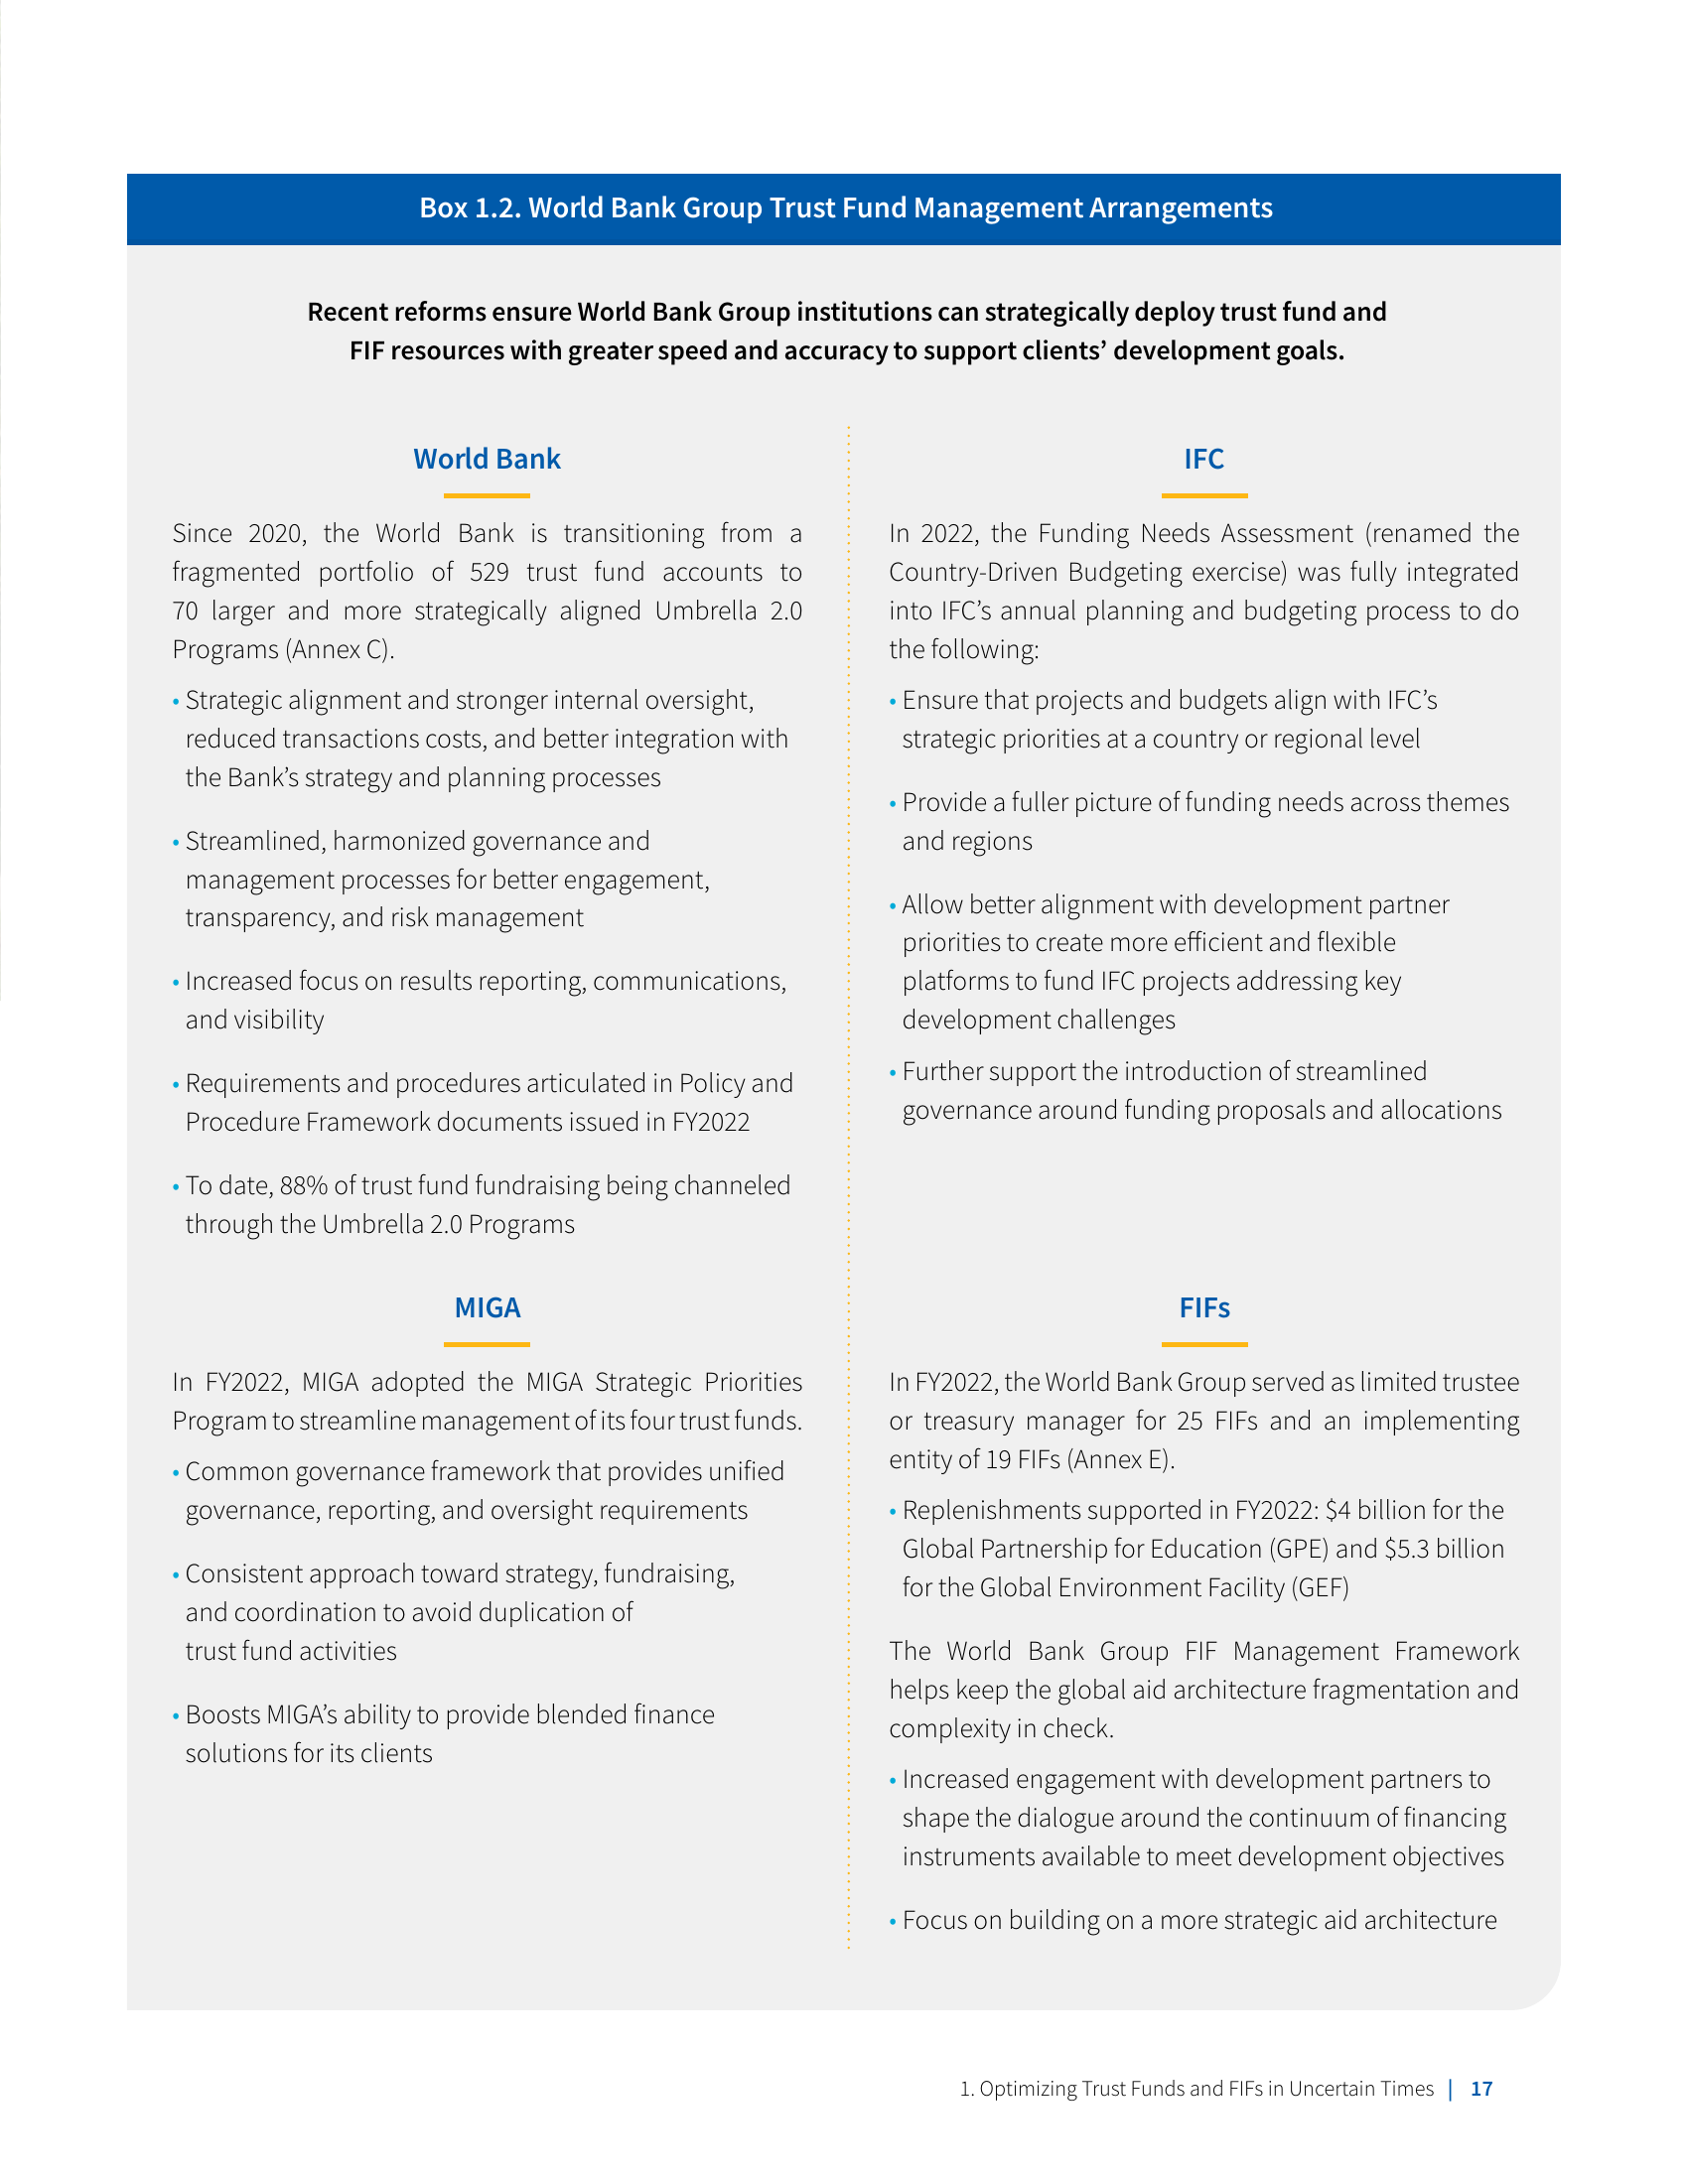 Box 1.2. World Bank Group Trust Fund Management Arrangements
Recent reforms ensure World Bank Group institutions can strategically deploy trust fund and
FIF resources with greater speed and accuracy to support clients’ development goals.
World Bank
Since 2020, the World Bank is transitioning from a
fragmented portfolio of 529 trust fund accounts to
70 larger and more strategically aligned Umbrella 2.0
Programs (Annex C).
• Strategic alignment and stronger internal oversight,
reduced transactions costs, and better integration with
the Bank’s strategy and planning processes
• Streamlined, harmonized governance and
management processes for better engagement,
transparency, and risk management
• Increased focus on results reporting, communications,
and visibility
• Requirements and procedures articulated in Policy and
Procedure Framework documents issued in FY2022
• To date, 88% of trust fund fundraising being channeled
through the Umbrella 2.0 Programs
IFC
In 2022, the Funding Needs Assessment (renamed the
Country-Driven Budgeting exercise) was fully integrated
into IFC’s annual planning and budgeting process to do
the following:
• Ensure that projects and budgets align with IFC’s
strategic priorities at a country or regional level
• Provide a fuller picture of funding needs across themes
and regions
• Allow better alignment with development partner
priorities to create more efficient and flexible
platforms to fund IFC projects addressing key
development challenges
• Further support the introduction of streamlined
governance around funding proposals and allocations
MIGA
In FY2022, MIGA adopted the MIGA Strategic Priorities
Program to streamline management of its four trust funds.
• Common governance framework that provides unified
governance, reporting, and oversight requirements
• Consistent approach toward strategy, fundraising,
and coordination to avoid duplication of
trust fund activities
• Boosts MIGA’s ability to provide blended finance
solutions for its clients
FIFs
In FY2022, the World Bank Group served as limited trustee
or treasury manager for 25 FIFs and an implementing
entity of 19 FIFs (Annex E).
• Replenishments supported in FY2022: $4 billion for the
Global Partnership for Education (GPE) and $5.3 billion
for the Global Environment Facility (GEF)
The World Bank Group FIF Management Framework
helps keep the global aid architecture fragmentation and
complexity in check.
• Increased engagement with development partners to
shape the dialogue around the continuum of financing
instruments available to meet development objectives
• Focus on building on a more strategic aid architecture
1. Optimizing Trust Funds and FIFs in Uncertain Times | 17